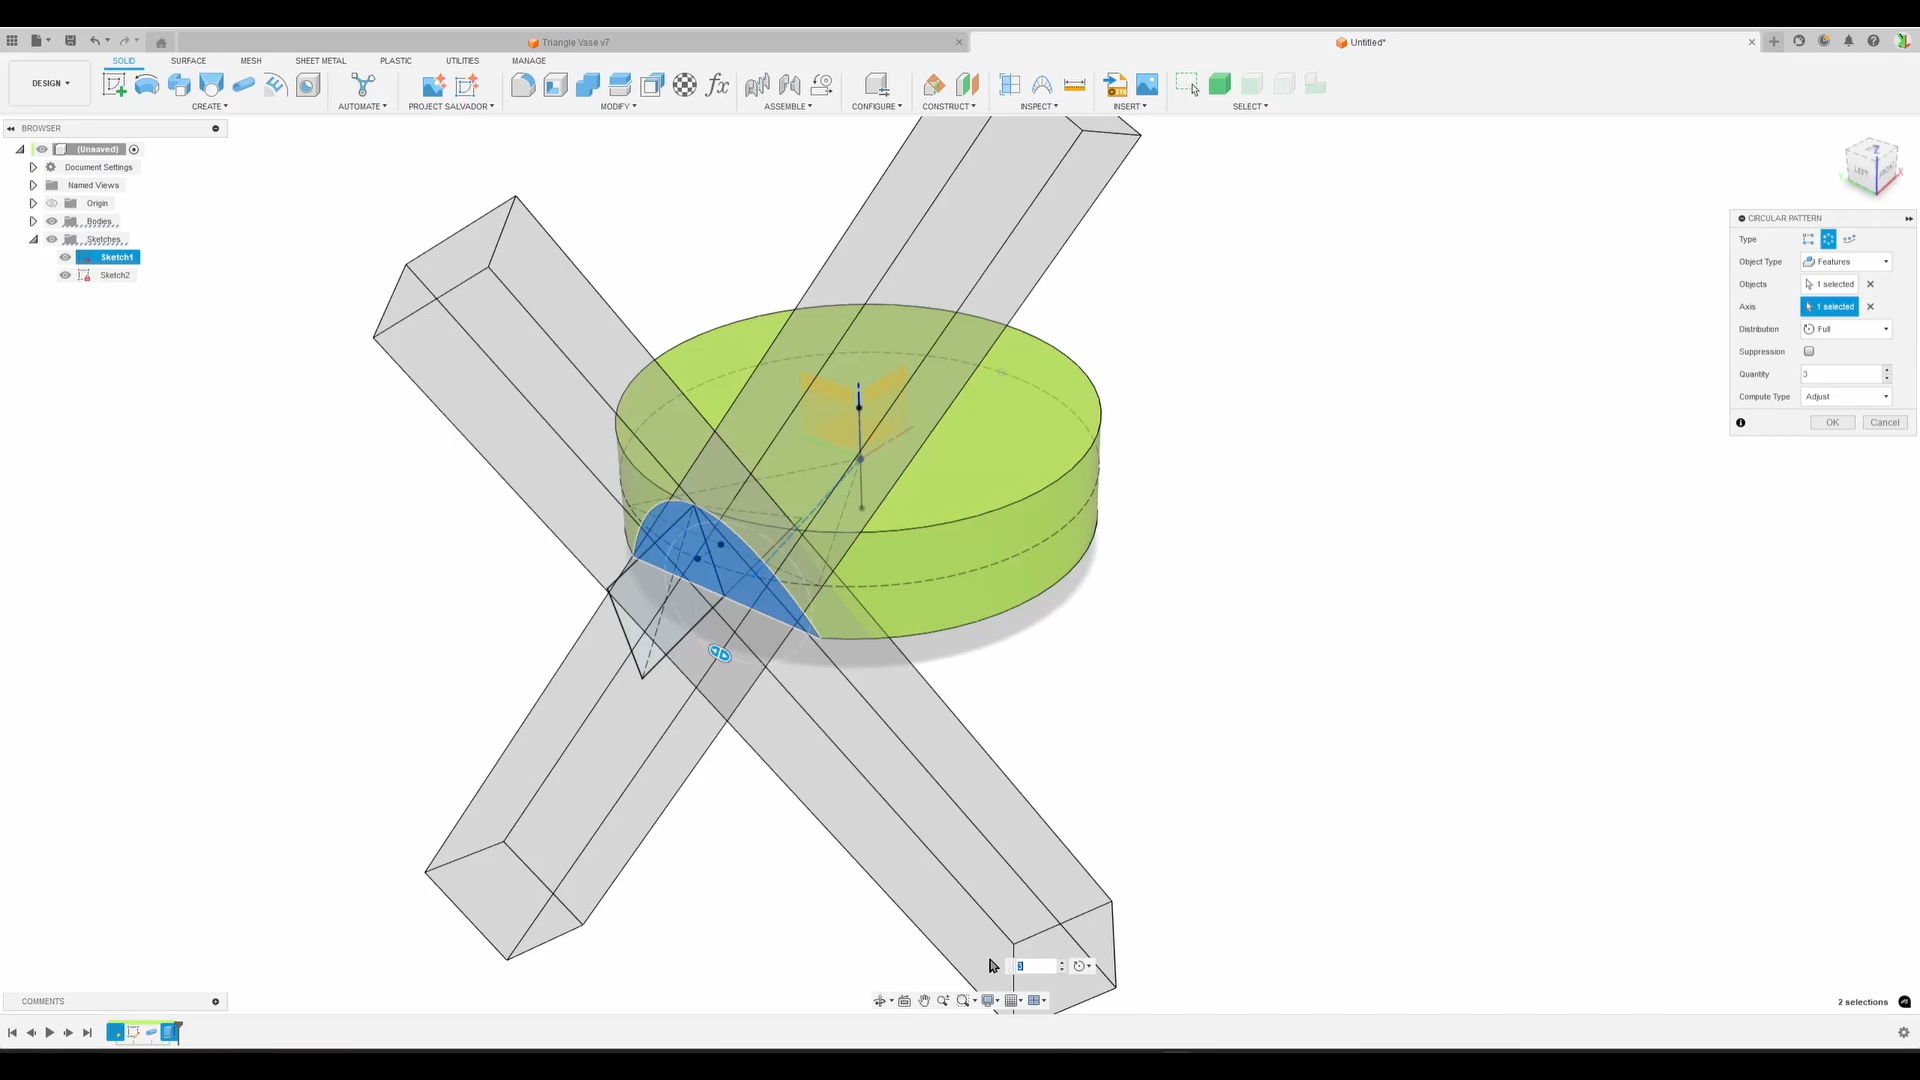 Triangle Vase v7
Untitled*
DESIGN
SOLID
SURFACE
MESH
SHEET METAL
PLASTIC
UTILITIES
MANAGE
CREATE
AUTOMATE
PROJECT SALVADOR
MODIFY
ASSEMBLE
CONFIGURE
CONSTRUCT
INSPECT
INSERT
SELECT
BROWSER
(Unsaved)
Document Settings
Named Views
Origin
Bodies
Sketches
Sketch1
Sketch2
Z
LEFT
X
CIRCULAR PATTERN
Type
Object Type Features
Objects 1 selected
Axis 1 selected
Distribution Full
Suppression
Quantity 3
Compute Type Adjust
OK Cancel
3
COMMENTS
2 selections